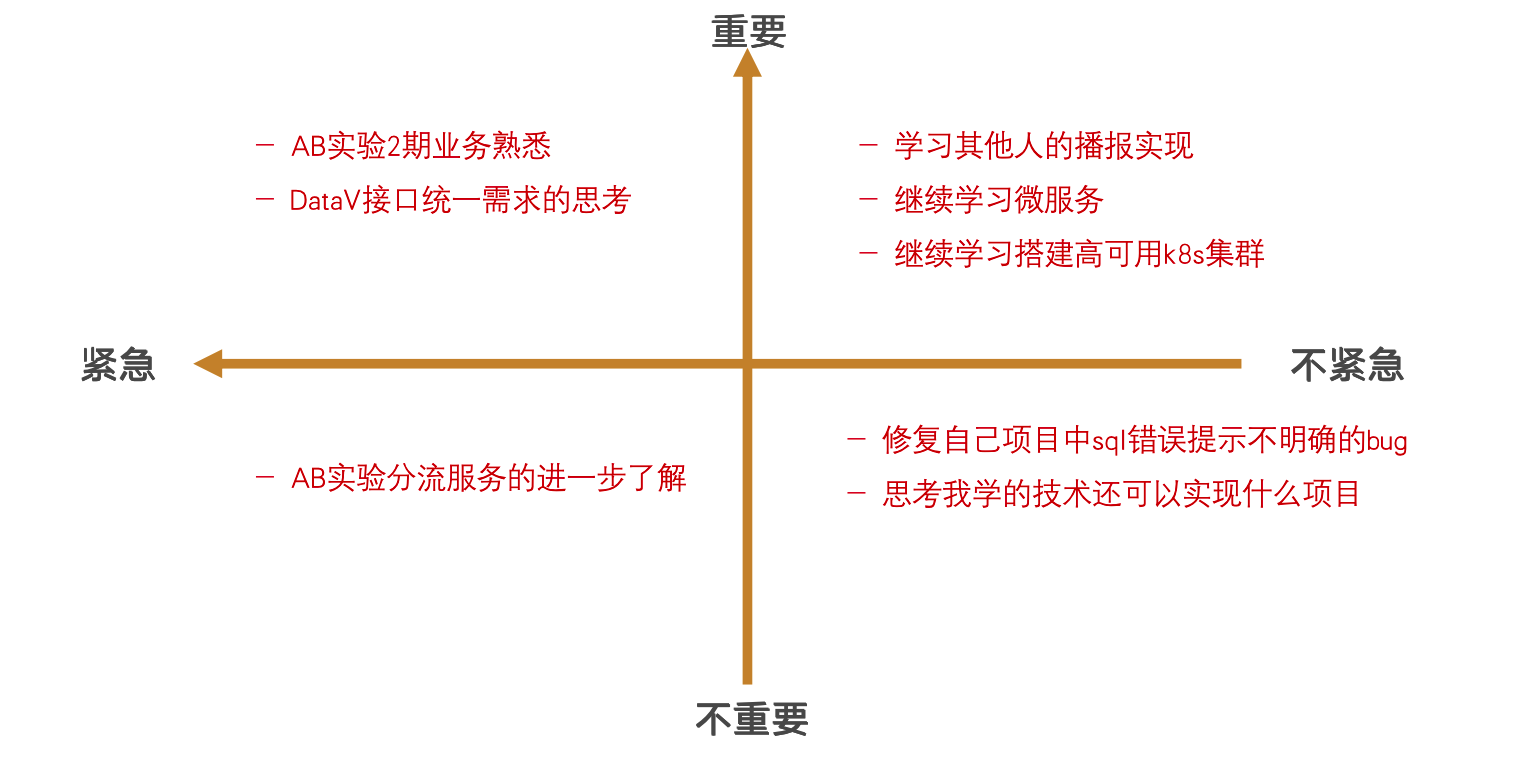 重要
– AB实验2期业务熟悉
– DataV接口统一需求的思考
– 学习其他人的播报实现
– 继续学习微服务
– 继续学习搭建高可用k8s集群
紧急
不紧急
– AB实验分流服务的进一步了解
– 修复自己项目中sql错误提示不明确的bug
– 思考我学的技术还可以实现什么项目
不重要